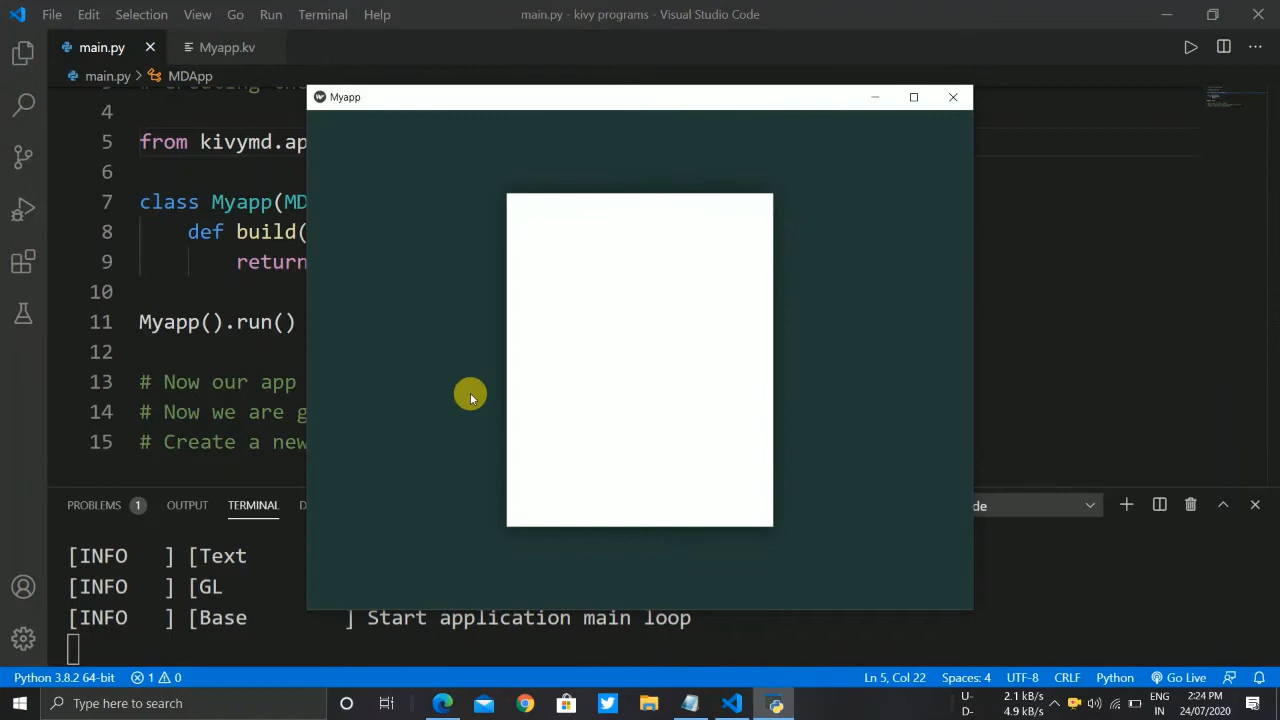 File Edit Selection View Go Run Terminal Help
main.py - kivy programs - Visual Studio Code
main.py
Myapp.kv
main.py > MDApp
Myapp
4
5 from kivymd.ap
6
7 class Myapp(MD
8 def build(
9 return
10
11 Myapp().run()
12
13 # Now our app
14 # Now we are g
15 # Create a new
PROBLEMS 1 OUTPUT TERMINAL D
de
[INFO ] [Text
[INFO ] [GL
[INFO ] [Base ] Start application main loop
Python 3.8.2 64-bit 1 0 Ln 5, Col 22 Spaces: 4 UTF-8 CRLF Python Go Live
Type here to search
U- 2.1 kB/s
D- 4.9 kB/s
ENG
IN
2:24 PM
24/07/2020